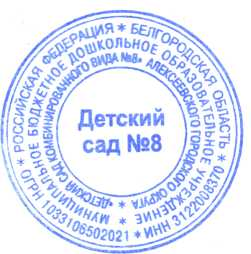 * РОССИЙСКАЯ ФЕДЕРАЦИЯ * БЕЛГОРОДСКАЯ ОБЛАСТЬ * ИНН 3122008370 * ОГРН 1033106502021
МУНИЦИПАЛЬНОЕ БЮДЖЕТНОЕ ДОШКОЛЬНОЕ ОБРАЗОВАТЕЛЬНОЕ УЧРЕЖДЕНИЕ *
«ДЕТСКИЙ САД КОМБИНИРОВАННОГО ВИДА №8» АЛЕКСЕЕВСКОГО ГОРОДСКОГО ОКРУГА *
Детский
сад №8